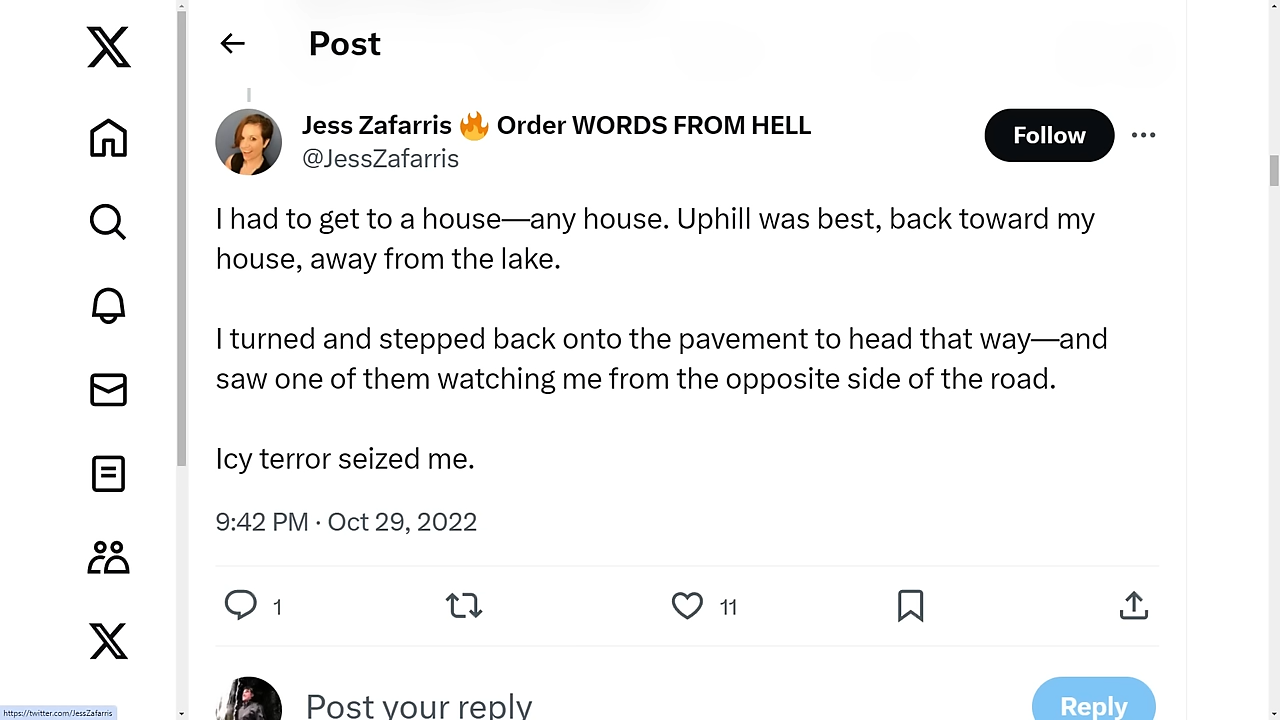 Post
Jess Zafarris 🔥 Order WORDS FROM HELL
@JessZafarris
Follow
I had to get to a house—any house. Uphill was best, back toward my
house, away from the lake.
I turned and stepped back onto the pavement to head that way—and
saw one of them watching me from the opposite side of the road.
Icy terror seized me.
9:42 PM · Oct 29, 2022
1
11
Post your reply
Reply
https://twitter.com/JessZafarris